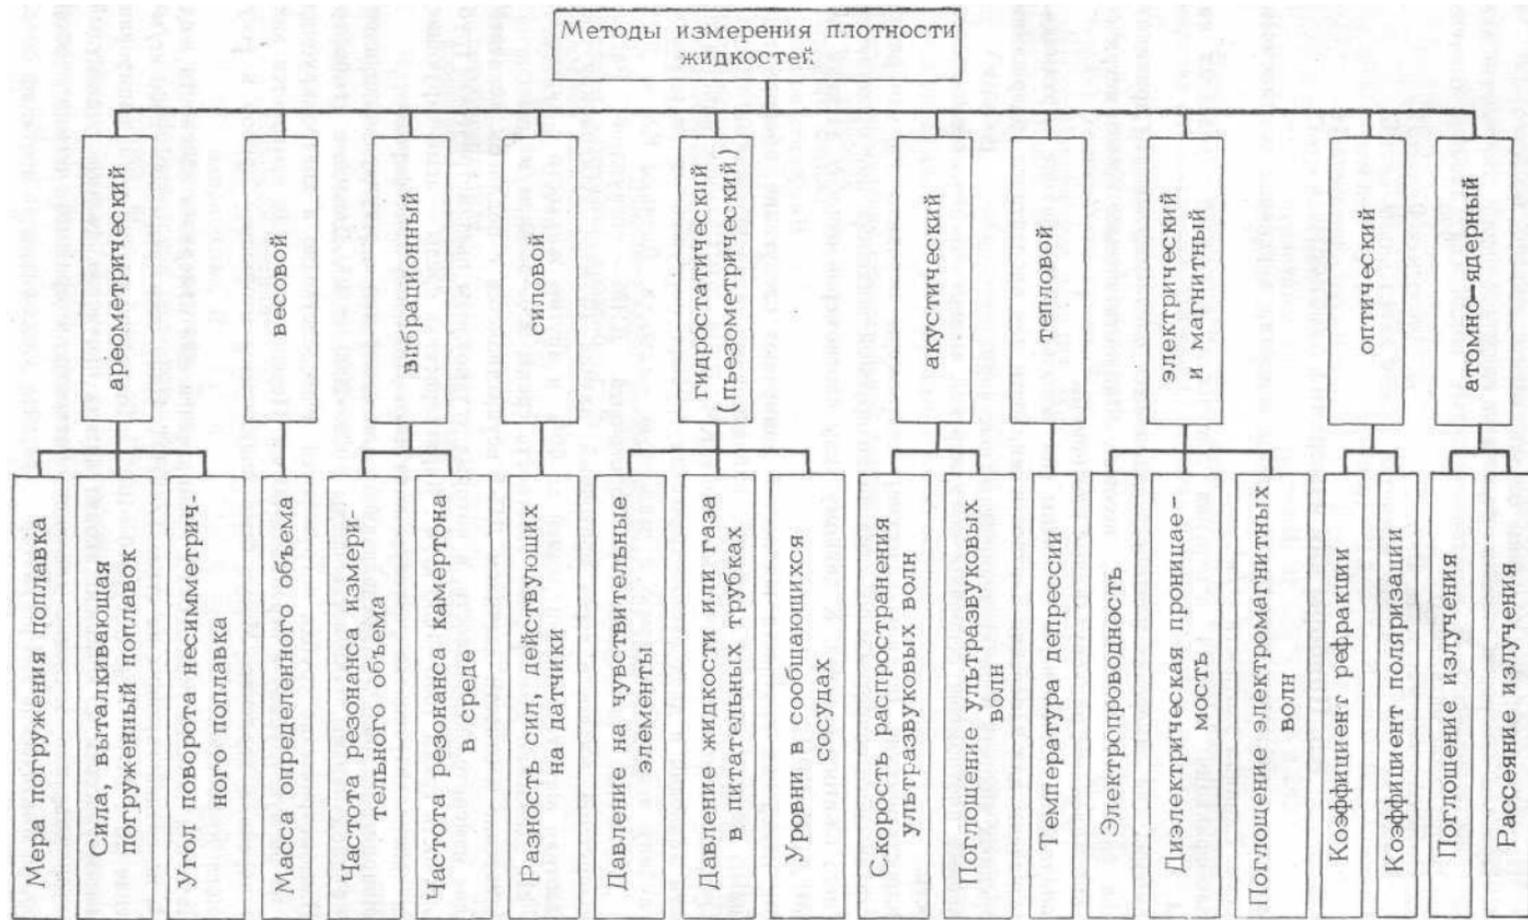 Методы измерения плотности
жидкостей
ареометрический
весовой
вибрационный
силовой
гидростатический
(пьезометрический)
акустический
тепловой
электрический
и магнитный
оптический
атомно-ядерный
Мера погружения поплавка
Сила, выталкивающая
погруженный поплавок
Угол поворота несимметрич-
ного поплавка
Масса определенного объема
Частота резонанса измери-
тельного объема
Частота резонанса камертона
в среде
Разность сил, действующих
на датчики
Давление на чувствительные
элементы
Давление жидкости или газа
в питательных трубках
Уровни в сообщающихся
сосудах
Скорость распространения
ультразвуковых волн
Поглощение ультразвуковых
волн
Температура депрессии
Электропроводность
Диэлектрическая проницае-
мость
Поглощение электромагнитных
волн
Коэффициент рефракции
Коэффициент поляризации
Поглощение излучения
Рассеяние излучения